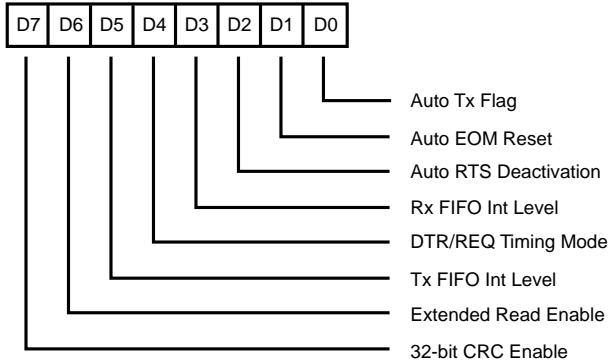 D7 D6 D5 D4 D3 D2 D1 D0
Auto Tx Flag
Auto EOM Reset
Auto RTS Deactivation
Rx FIFO Int Level
DTR/REQ Timing Mode
Tx FIFO Int Level
Extended Read Enable
32-bit CRC Enable